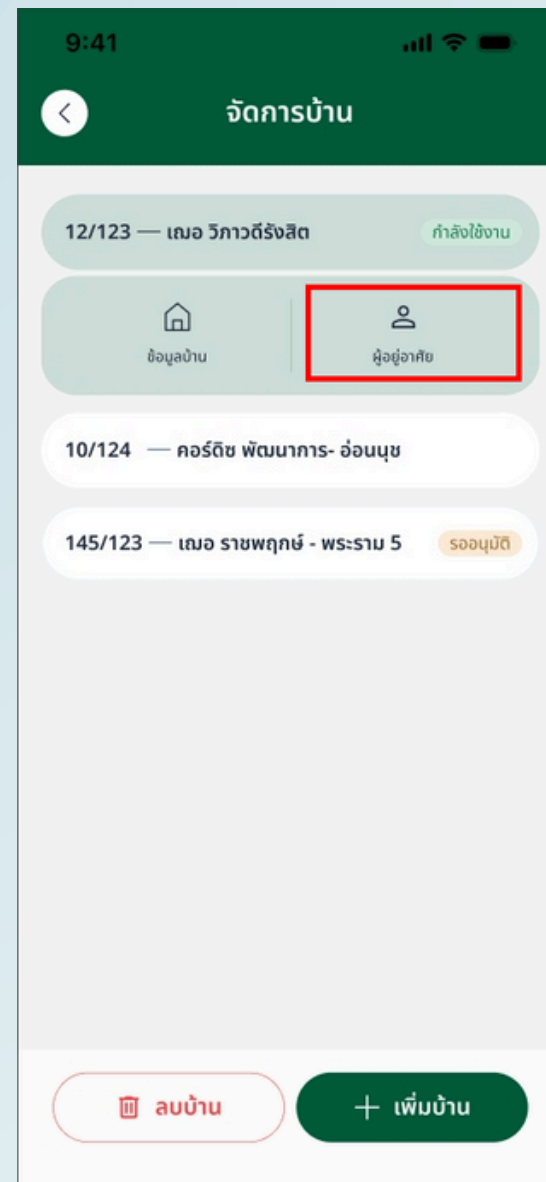 9:41
จัดการบ้าน
12/123 — เฌอ วิภาวดีรังสิต กำลังใช้งาน
ข้อมูลบ้าน ผู้อยู่อาศัย
10/124 — คอร์ดิซ พัฒนาการ- อ่อนนุช
145/123 — เฌอ ราชพฤกษ์ - พระราม 5 รออนุมัติ
ลบบ้าน + เพิ่มบ้าน